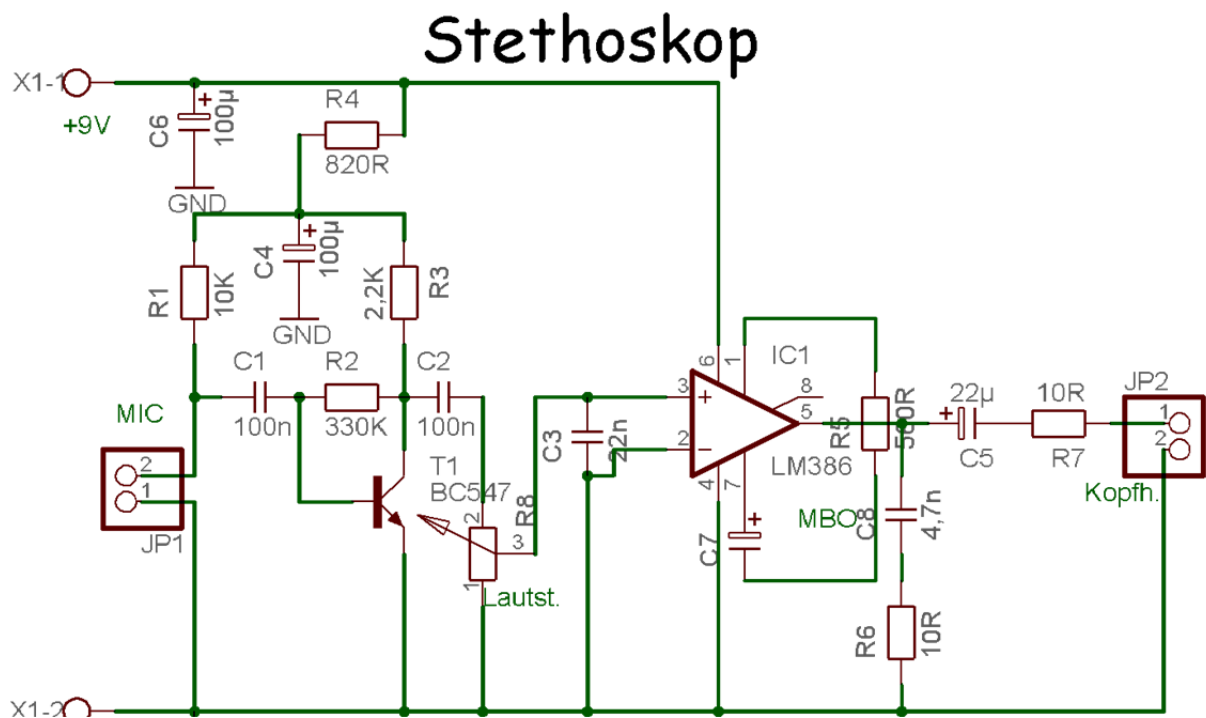 Stethoskop
X1-1
+9V
C6
100µ
GND
R4
820R
C4
100µ
GND
R1
10K
2,2K
R3
C1
100n
R2
330K
C2
100n
MIC
2
1
JP1
T1
BC547
2
3
1
R8
Lautst.
C3
22n
6
1
IC1
3
+
8
5
2
−
LM386
4
7
R5
560R
22µ
C5
10R
R7
JP2
1
2
Kopfh.
C7
MBO
C8
4,7n
R6
10R
X1-2